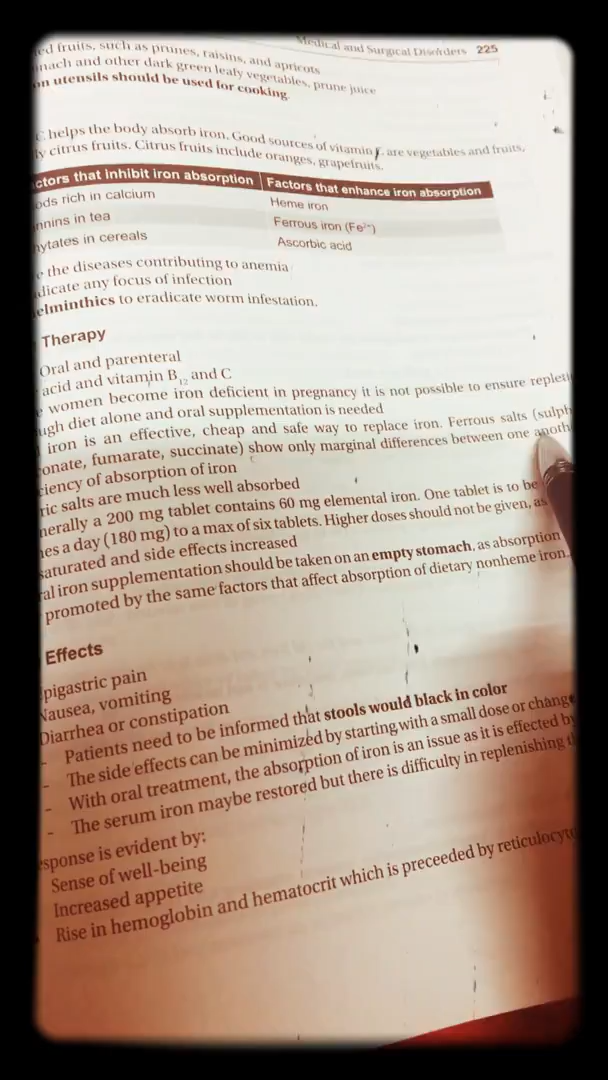 Medical and Surgical Disorders 225
ed fruits, such as prunes, raisins, and apricots
nach and other dark green leafy vegetables, prune juice
on utensils should be used for cooking.
C helps the body absorb iron. Good sources of vitamin are vegetables and fruits,
ly citrus fruits. Citrus fruits include oranges, grapefruits.
ctors that inhibit iron absorption Factors that enhance iron absorption
ods rich in calcium Heme iron
nnins in tea Ferrous iron (Fe²⁺)
hytates in cereals Ascorbic acid
e the diseases contributing to anemia
dicate any focus of infection
elminthics to eradicate worm infestation.
Therapy
Oral and parenteral
acid and vitamin B₁₂ and C
women become iron deficient in pregnancy it is not possible to ensure repleti
ugh diet alone and oral supplementation is needed
iron is an effective, cheap and safe way to replace iron. Ferrous salts (sulph
onate, fumarate, succinate) show only marginal differences between one anoth
ciency of absorption of iron
ric salts are much less well absorbed
nerally a 200 mg tablet contains 60 mg elemental iron. One tablet is to be
es a day (180 mg) to a max of six tablets. Higher doses should not be given, as
saturated and side effects increased
al iron supplementation should be taken on an empty stomach, as absorption
promoted by the same factors that affect absorption of dietary nonheme iron.
Effects
pigastric pain
Nausea, vomiting
Diarrhea or constipation
- Patients need to be informed that stools would black in color
- The side effects can be minimized by starting with a small dose or change
- With oral treatment, the absorption of iron is an issue as it is effected by
- The serum iron maybe restored but there is difficulty in replenishing t
sponse is evident by:
Sense of well-being
Increased appetite
Rise in hemoglobin and hematocrit which is preceeded by reticulocyto